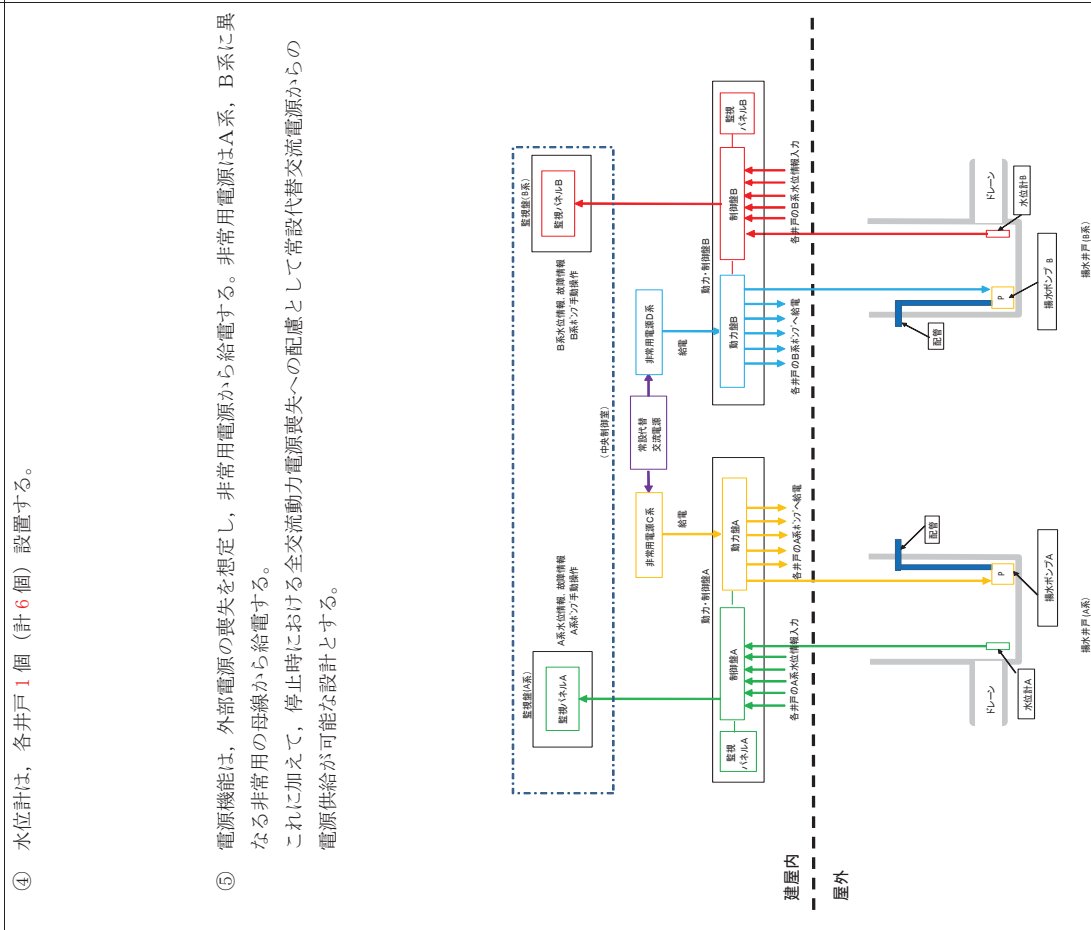 ④ 水位計は，各井戸 1 個（計 6 個）設置する。
⑤ 電源機能は，外部電源の喪失を想定し，非常用電源から給電する。非常用電源はA系，B系に異
なる非常用の母線から給電する。
これに加えて，停止時における全交流動力電源喪失への配慮として常設代替交流電源からの
電源供給が可能な設計とする。
監視盤(A系)
監視パネルA
A系水位情報，故障情報
A系ポンプ手動操作
監視盤(B系)
監視パネルB
B系水位情報，故障情報
B系ポンプ手動操作
(中央制御室)
非常用電源C系
常設代替
交流電源
非常用電源D系
給電
給電
動力・制御盤A
監視
パネルA
制御盤A
動力盤A
各井戸のA系水位情報入力
各井戸のA系ポンプへ給電
動力・制御盤B
動力盤B
制御盤B
監視
パネルB
各井戸のB系ポンプへ給電
各井戸のB系水位情報入力
建屋内
屋外
ドレーン
水位計A
P
配管
揚水ポンプA
揚水井戸(A系)
配管
P
揚水ポンプ B
水位計B
ドレーン
揚水井戸(B系)